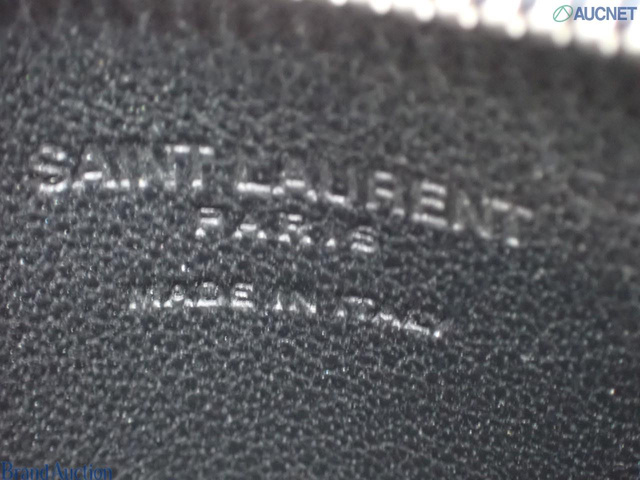 AUCNET
SAINT LAURENT
PARIS
MADE IN ITALY
Brand Auction